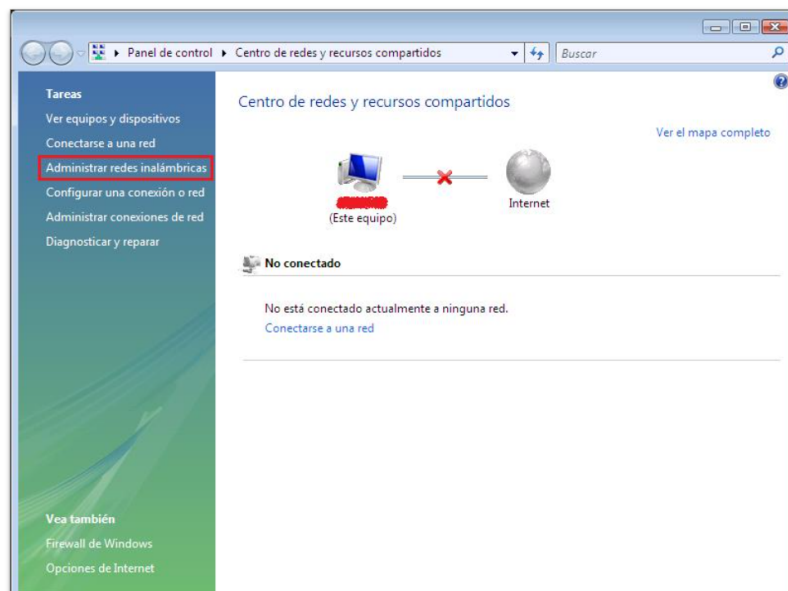 Panel de control
Centro de redes y recursos compartidos
Buscar
Tareas
Ver equipos y dispositivos
Conectarse a una red
Administrar redes inalámbricas
Configurar una conexión o red
Administrar conexiones de red
Diagnosticar y reparar
Centro de redes y recursos compartidos
Ver el mapa completo
(Este equipo)
Internet
No conectado
No está conectado actualmente a ninguna red.
Conectarse a una red
Vea también
Firewall de Windows
Opciones de Internet